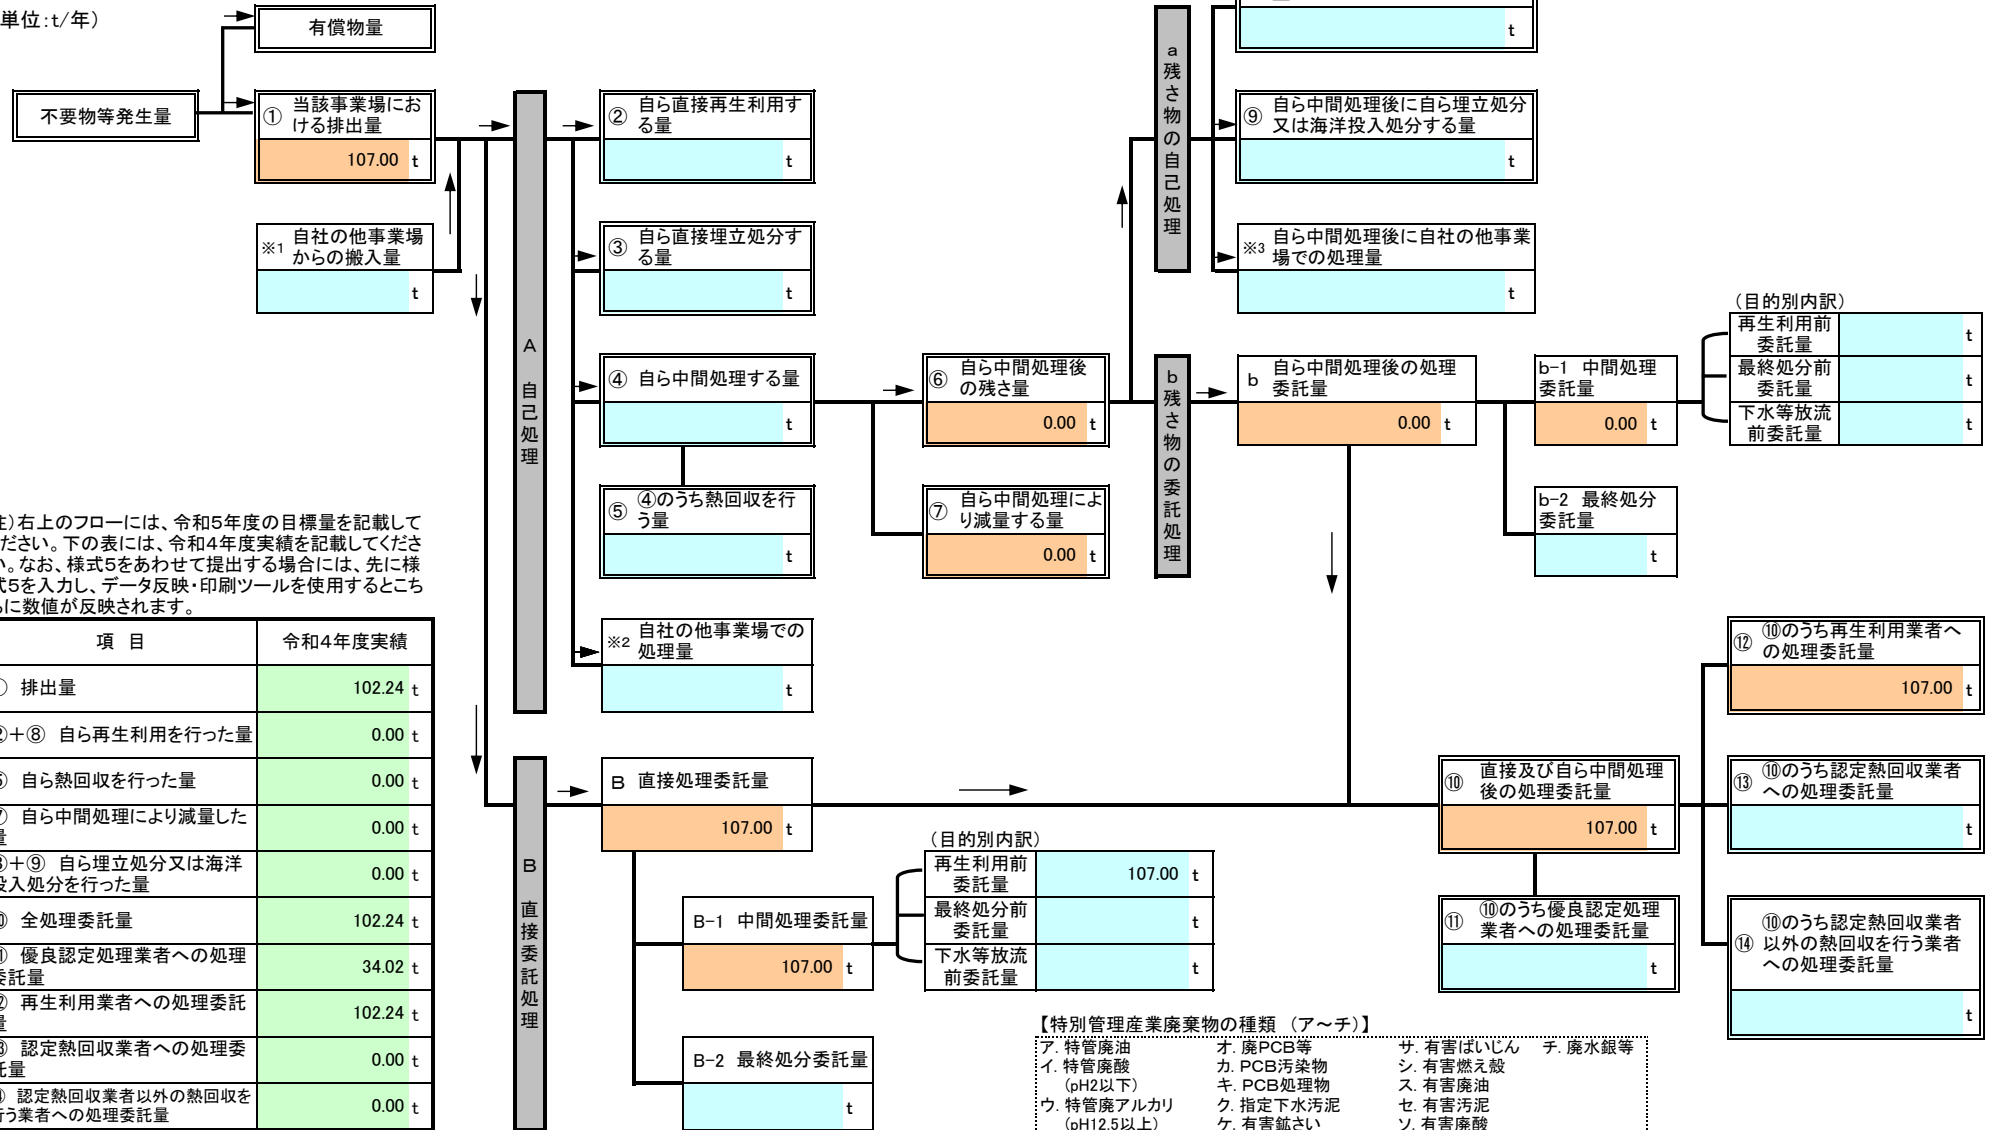 単位:t/年)
有償物量
不要物等発生量
① 当該事業場にお
ける排出量
107.00 t
※1 自社の他事業場
からの搬入量
t
A 自己処理
② 自ら直接再生利用す
る量
t
③ 自ら直接埋立処分す
る量
t
④ 自ら中間処理する量
t
⑤ ④のうち熱回収を行
う量
t
※2 自社の他事業場での
処理量
t
⑥ 自ら中間処理後
の残さ量
0.00 t
⑦ 自ら中間処理によ
り減量する量
0.00 t
a 残さ物の自己処理
t
⑨ 自ら中間処理後に自ら埋立処分
又は海洋投入処分する量
t
※3 自ら中間処理後に自社の他事業
場での処理量
t
b 残さ物の委託処理
b 自ら中間処理後の処理
委託量
0.00 t
b-1 中間処理
委託量
0.00 t
(目的別内訳)
再生利用前
委託量
t
最終処分前
委託量
t
下水等放流
前委託量
t
b-2 最終処分
委託量
t
)右上のフローには、令和5年度の目標量を記載して
ださい。下の表には、令和4年度実績を記載してくださ
。なお、様式5をあわせて提出する場合には、先に様
式5を入力し、データ反映・印刷ツールを使用するとこち
に数値が反映されます。
項 目 令和4年度実績
排出量 102.24 t
+⑧ 自ら再生利用を行った量 0.00 t
自ら熱回収を行った量 0.00 t
自ら中間処理により減量した
量 0.00 t
+⑨ 自ら埋立処分又は海洋
投入処分を行った量 0.00 t
全処理委託量 102.24 t
優良認定処理業者への処理
委託量 34.02 t
再生利用業者への処理委託
量 102.24 t
認定熱回収業者への処理委
託量 0.00 t
認定熱回収業者以外の熱回収を
行う業者への処理委託量 0.00 t
B 直接委託処理
B 直接処理委託量
107.00 t
B-1 中間処理委託量
107.00 t
(目的別内訳)
再生利用前
委託量
107.00 t
最終処分前
委託量
t
下水等放流
前委託量
t
B-2 最終処分委託量
t
⑩ 直接及び自ら中間処理
後の処理委託量
107.00 t
⑪ ⑩のうち優良認定処理
業者への処理委託量
t
⑫ ⑩のうち再生利用業者へ
の処理委託量
107.00 t
⑬ ⑩のうち認定熱回収業者
への処理委託量
t
⑭ ⑩のうち認定熱回収業者
以外の熱回収を行う業者
への処理委託量
t
【特別管理産業廃棄物の種類 (ア～チ)】
ア. 特管廃油 オ. 廃PCB等 サ. 有害ばいじん チ. 廃水銀等
イ. 特管廃酸 カ. PCB汚染物 シ. 有害燃え殻
(pH2以下) キ. PCB処理物 ス. 有害廃油
ウ. 特管廃アルカリ ク. 指定下水汚泥 セ. 有害汚泥
(pH12.5以上) ケ. 有害鉱さい ソ. 有害廃酸